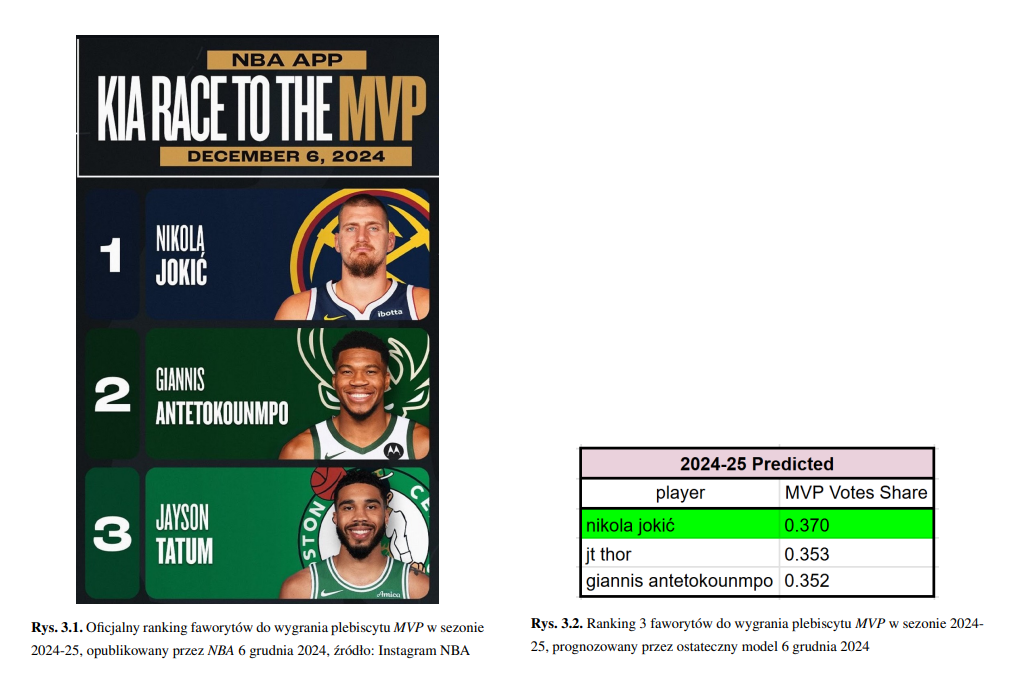 NBA APP
KIA RACE TO THE MVP
DECEMBER 6, 2024
1
NIKOLA
JOKIĆ
ibotta
2
GIANNIS
ANTETOKOUNMPO
3
JAYSON
TATUM
STON
CE
Amica
Rys. 3.1. Oficjalny ranking faworytów do wygrania plebiscytu MVP w sezonie
2024-25, opublikowany przez NBA 6 grudnia 2024, źródło: Instagram NBA
2024-25 Predicted
player MVP Votes Share
nikola jokić 0.370
jt thor 0.353
giannis antetokounmpo 0.352
Rys. 3.2. Ranking 3 faworytów do wygrania plebiscytu MVP w sezonie 2024-
25, prognozowany przez ostateczny model 6 grudnia 2024